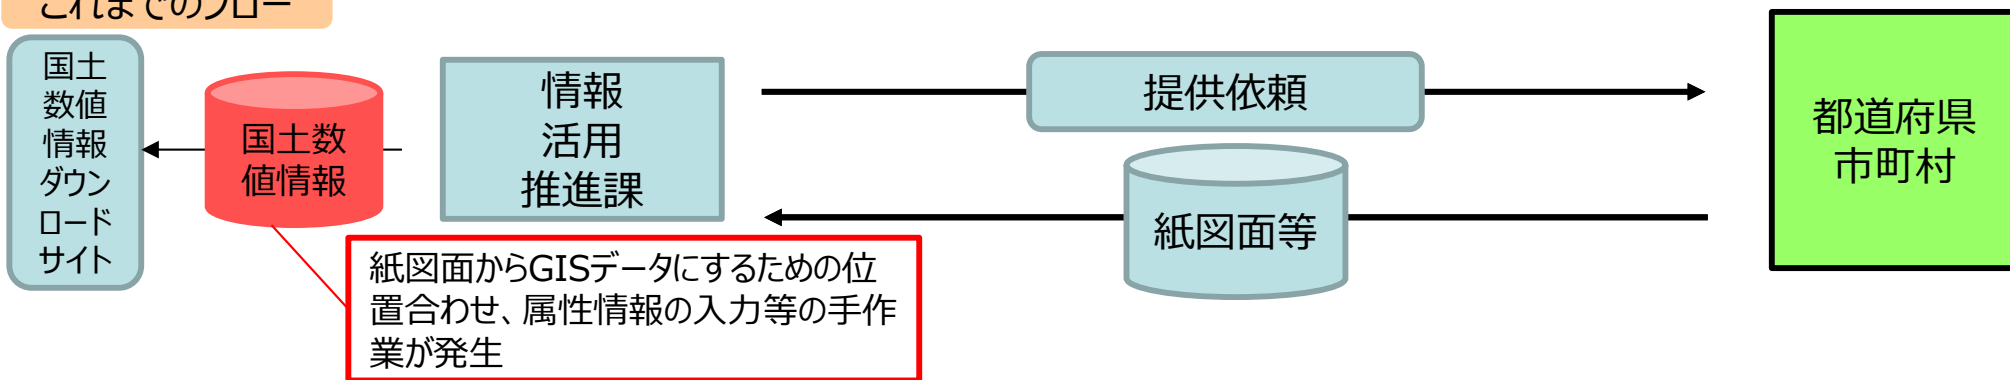 これまでのフロー
国土
数値
情報
ダウン
ロード
サイト
国土数
値情報
情報
活用
推進課
提供依頼
紙図面等
都道府県
市町村
紙図面からGISデータにするための位
置合わせ、属性情報の入力等の手作
業が発生